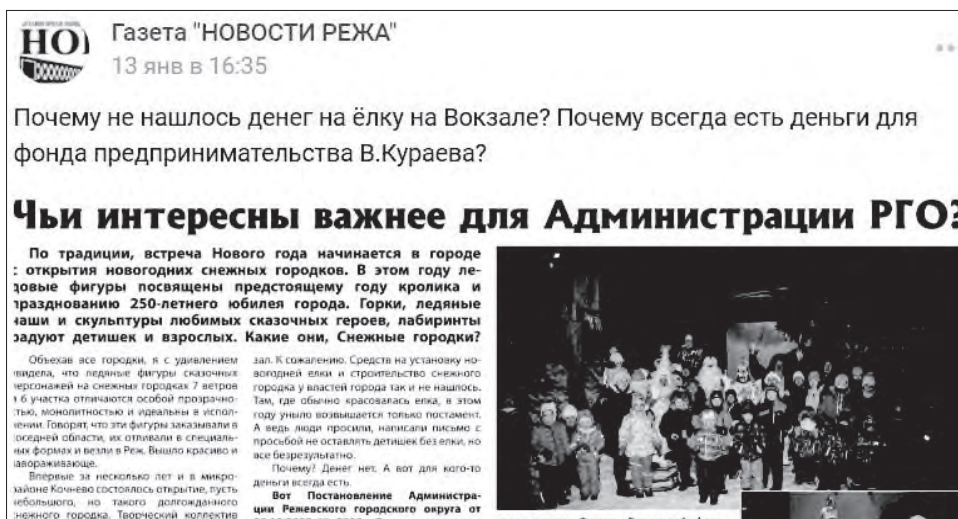 НО
Газета "НОВОСТИ РЕЖА"
13 янв в 16:35
Почему не нашлось денег на ёлку на Вокзале? Почему всегда есть деньги для
фонда предпринимательства В.Кураева?
Чьи интересны важнее для Администрации РГО?
По традиции, встреча Нового года начинается в городе
с открытия новогодних снежных городков. В этом году ле-
довые фигуры посвящены предстоящему году кролика и
празднованию 250-летнего юбилея города. Горки, ледяные
чаши и скульптуры любимых сказочных героев, лабиринты
радуют детишек и взрослых. Какие они, Снежные городки?
Объехав все городки, я с удивлением
увидела, что ледяные фигуры сказочных
персонажей на снежных городках 7 ветров
и 6 участка отличаются особой прозрачно-
стью, монолитностью и идеальны в испол-
нении. Говорят, что эти фигуры заказывали в
соседней области, их отливали в специаль-
ных формах и везли в Реж. Вышло красиво и
завораживающе.
Впервые за несколько лет и в микро-
районе Кочнево состоялось открытие, пусть
небольшого, но такого долгожданного
снежного городка. Творческий коллектив
зал. К сожалению. Средств на установку но-
вогодней елки и строительство снежного
городка у властей города так и не нашлось.
Там, где обычно красовалась елка, в этом
году уныло возвышается только постамент.
А ведь люди просили, написали письмо с
просьбой не оставлять детишек без елки, но
все безрезультатно.
Почему? Денег нет. А вот для кого-то
деньги всегда есть.
Вот Постановление Администра-
ции Режевского городского округа от